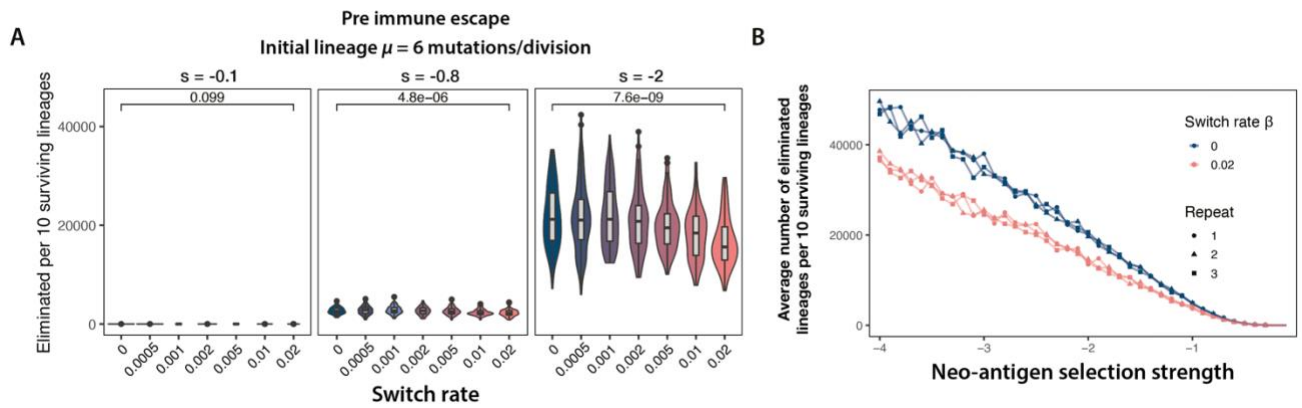 Pre immune escape
A
Initial lineage μ = 6 mutations/division
s = -0.1
s = -0.8
s = -2
0.099
4.8e−06
7.6e−09
Eliminated per 10 surviving lineages
40000
20000
0
0
0.0005
0.001
0.002
0.005
0.01
0.02
0
0.0005
0.001
0.002
0.005
0.01
0.02
0
0.0005
0.001
0.002
0.005
0.01
0.02
Switch rate
B
Average number of eliminated
lineages per 10 surviving lineages
40000
20000
0
−4
−3
−2
−1
Neo-antigen selection strength
Switch rate β
0
0.02
Repeat
1
2
3